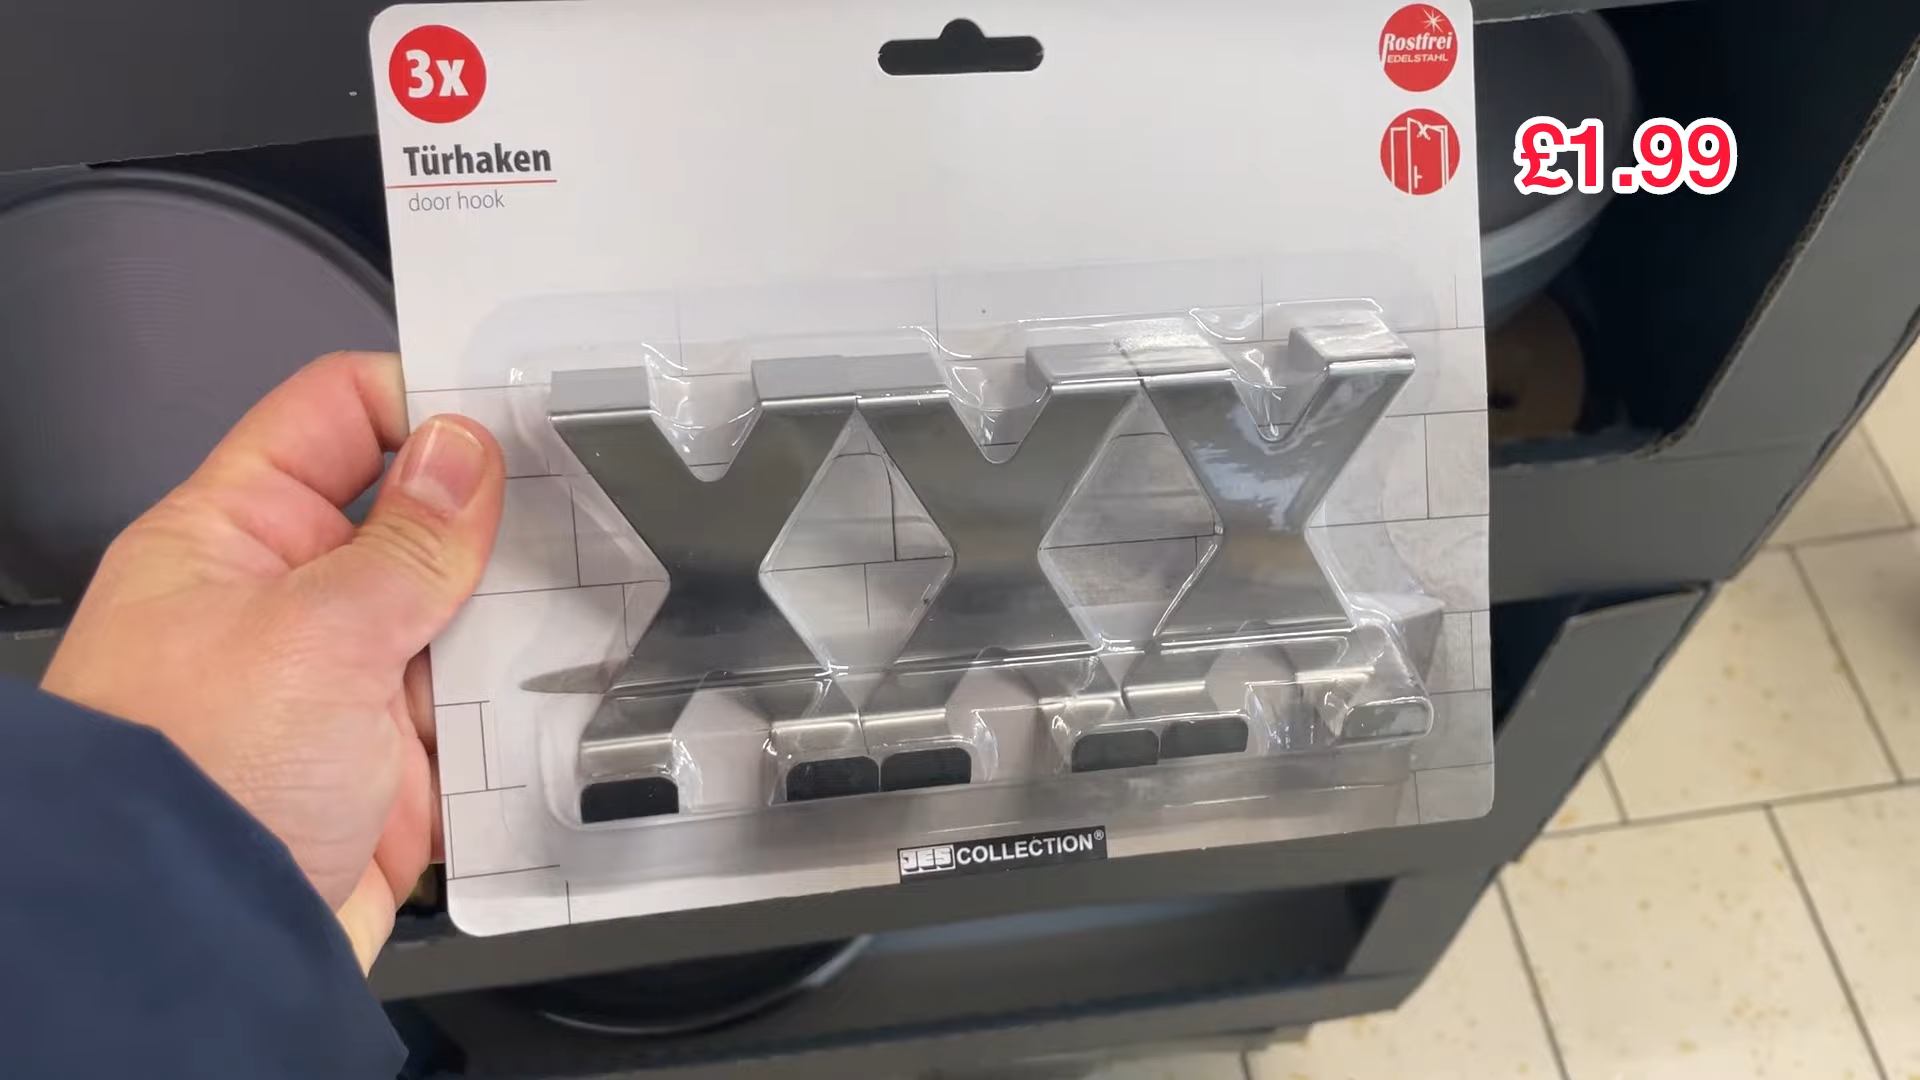 3x
Türhaken
door hook
Rostfrei
EDELSTAHL
£1.99
JES COLLECTION®